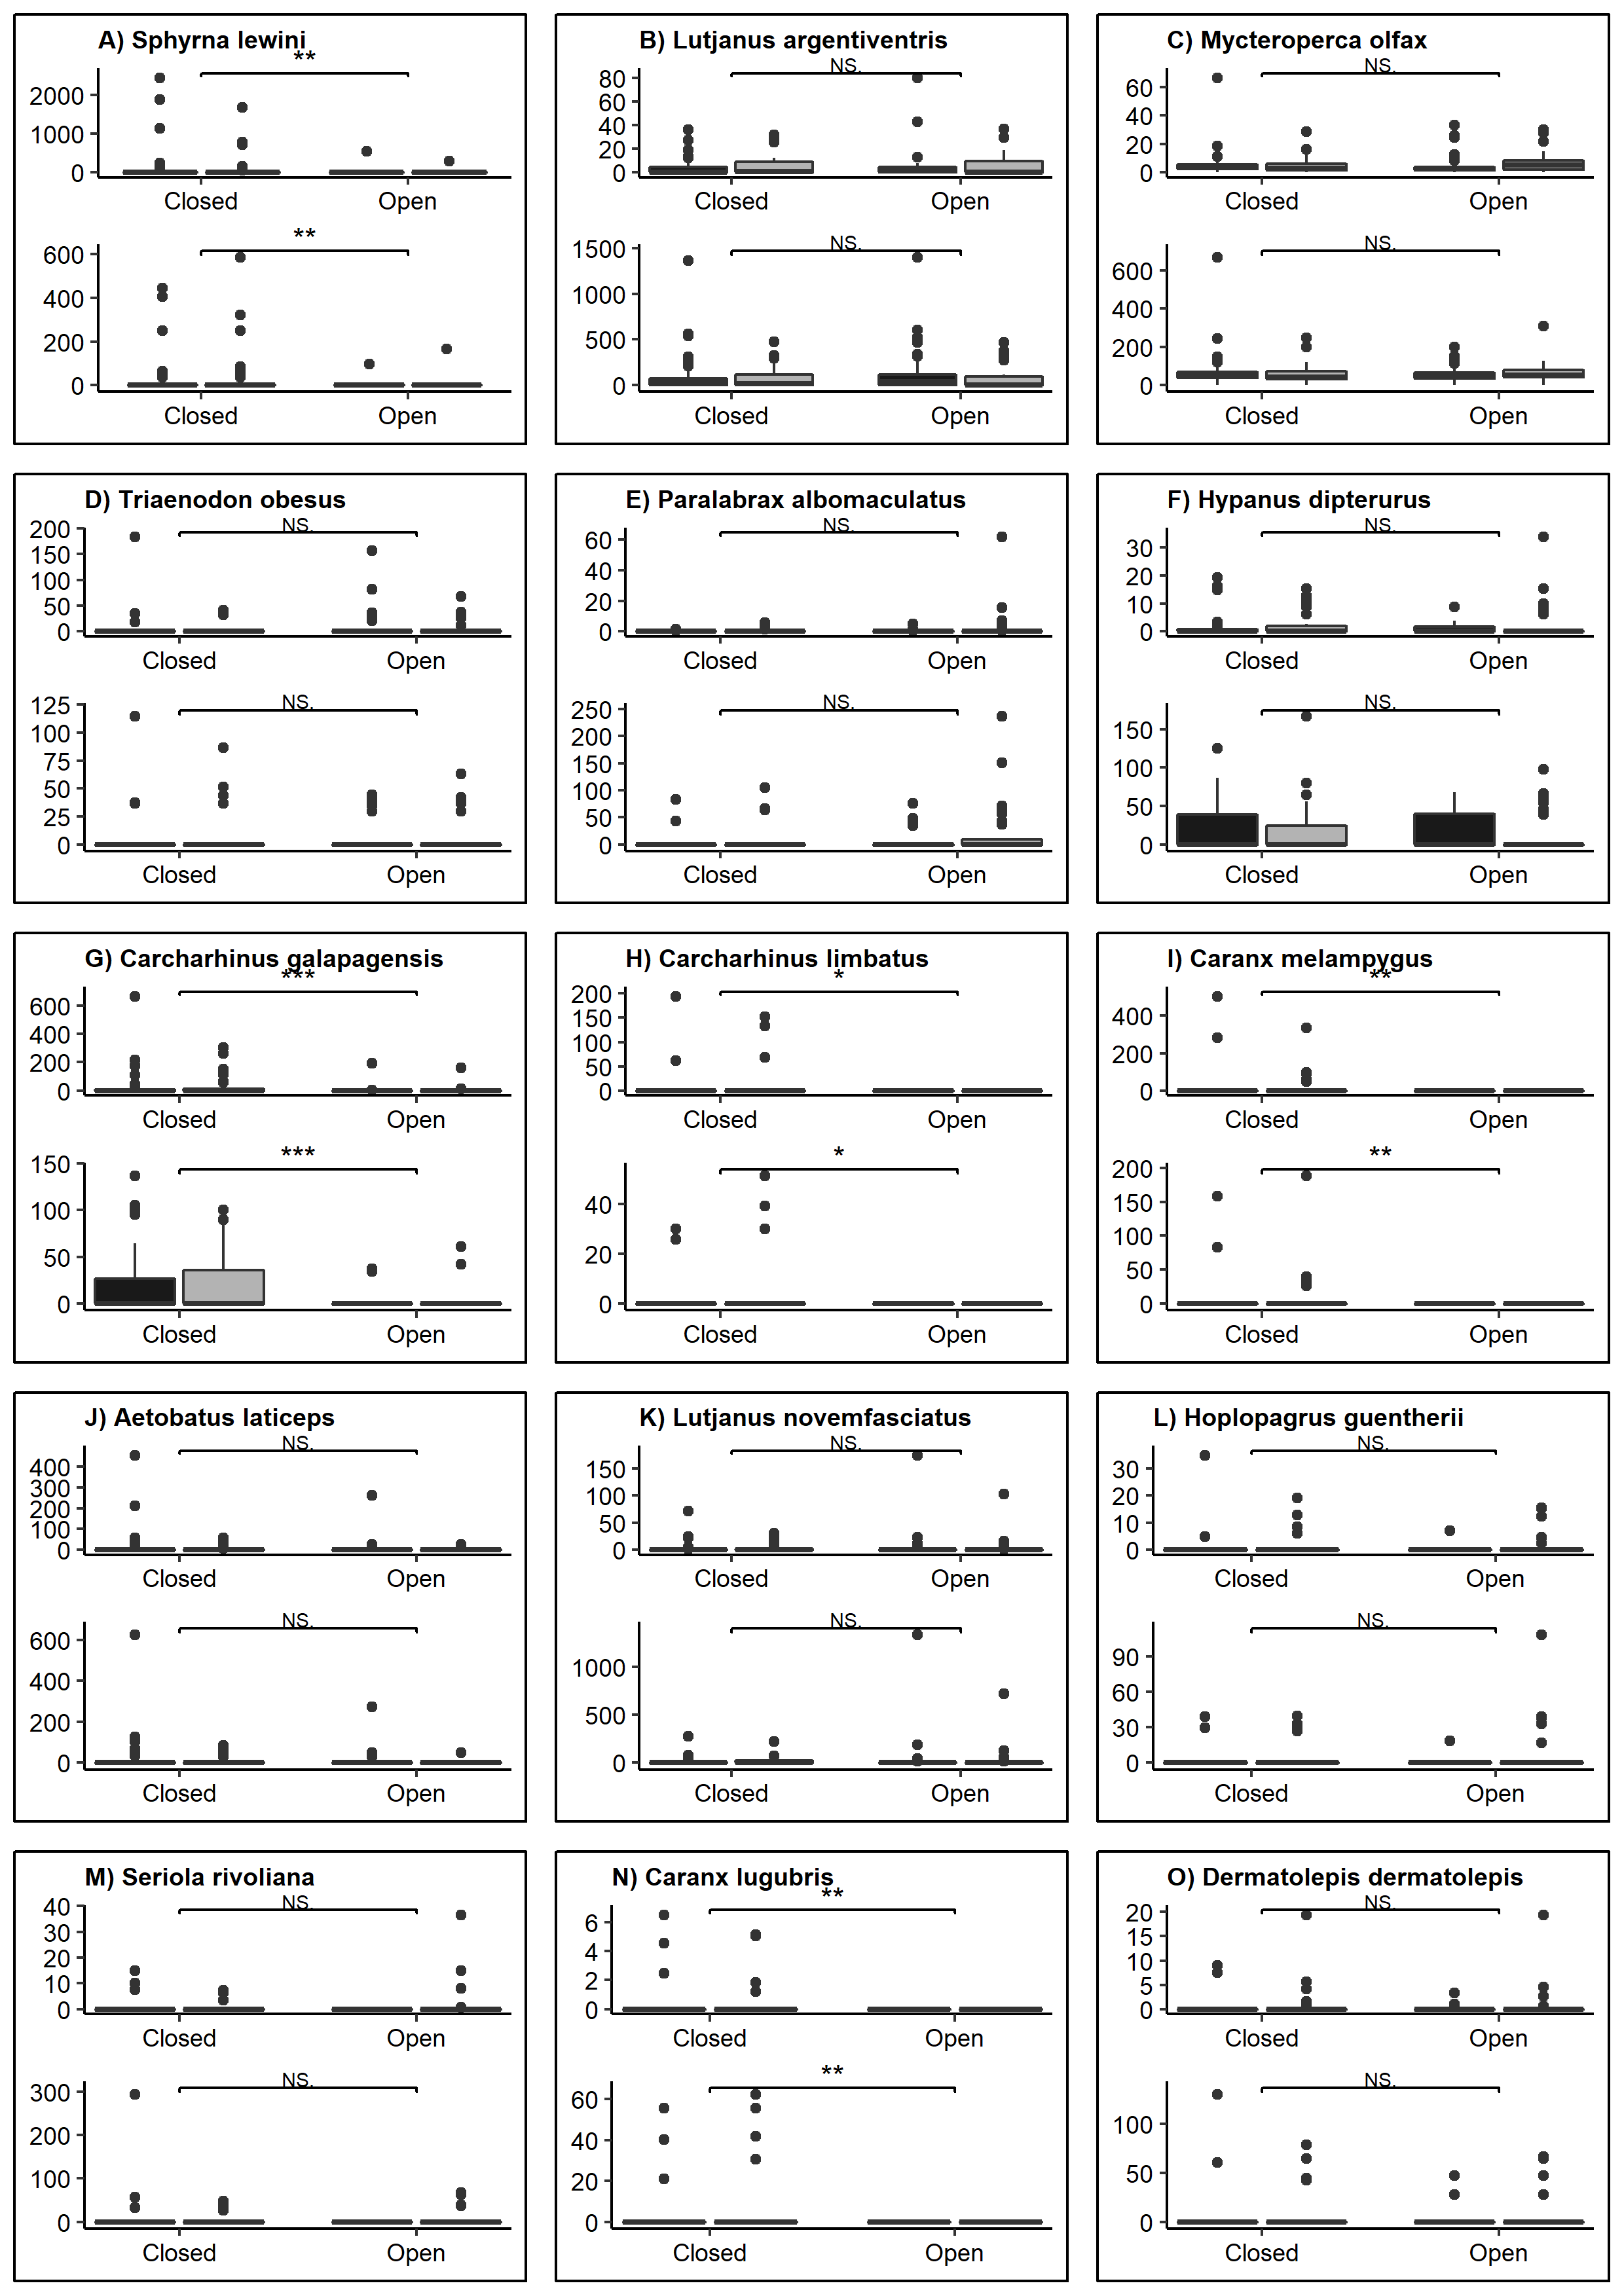 A) Sphyrna lewini
**
2000
1000
0
Closed Open
**
600
400
200
0
Closed Open
B) Lutjanus argentiventris
NS.
80
60
40
20
0
Closed Open
NS.
1500
1000
500
0
Closed Open
C) Mycteroperca olfax
NS.
60
40
20
0
Closed Open
NS.
600
400
200
0
Closed Open
D) Triaenodon obesus
NS.
200
150
100
50
0
Closed Open
NS.
125
100
75
50
25
0
Closed Open
E) Paralabrax albomaculatus
NS.
60
40
20
0
Closed Open
NS.
250
200
150
100
50
0
Closed Open
F) Hypanus dipterurus
NS.
30
20
10
0
Closed Open
NS.
150
100
50
0
Closed Open
G) Carcharhinus galapagensis
***
600
400
200
0
Closed Open
***
150
100
50
0
Closed Open
H) Carcharhinus limbatus
*
200
150
100
50
0
Closed Open
*
40
20
0
Closed Open
I) Caranx melampygus
**
400
200
0
Closed Open
**
200
150
100
50
0
Closed Open
J) Aetobatus laticeps
NS.
400
300
200
100
0
Closed Open
NS.
600
400
200
0
Closed Open
K) Lutjanus novemfasciatus
NS.
150
100
50
0
Closed Open
NS.
1000
500
0
Closed Open
L) Hoplopagrus guentherii
NS.
30
20
10
0
Closed Open
NS.
90
60
30
0
Closed Open
M) Seriola rivoliana
NS.
40
30
20
10
0
Closed Open
NS.
300
200
100
0
Closed Open
N) Caranx lugubris
**
6
4
2
0
Closed Open
**
60
40
20
0
Closed Open
O) Dermatolepis dermatolepis
NS.
20
15
10
5
0
Closed Open
NS.
100
50
0
Closed Open